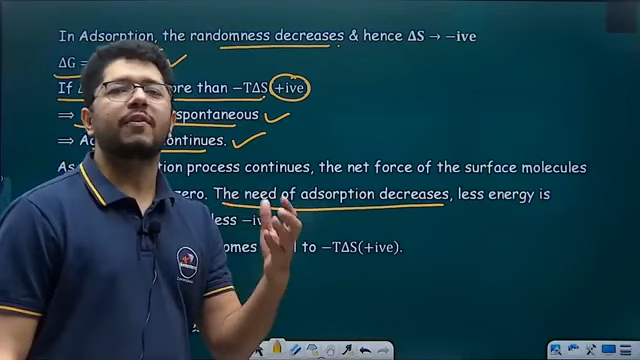 In Adsorption, the randomness decreases & hence ΔS → −ive
ΔG =
If Δ ore than −TΔS (+ive
⇒ spontaneous
⇒ A continues.
As tion process continues, the net force of the surface molecules
zero. The need of adsorption decreases, less energy is
less −iv
omes to −TΔS(+ive).